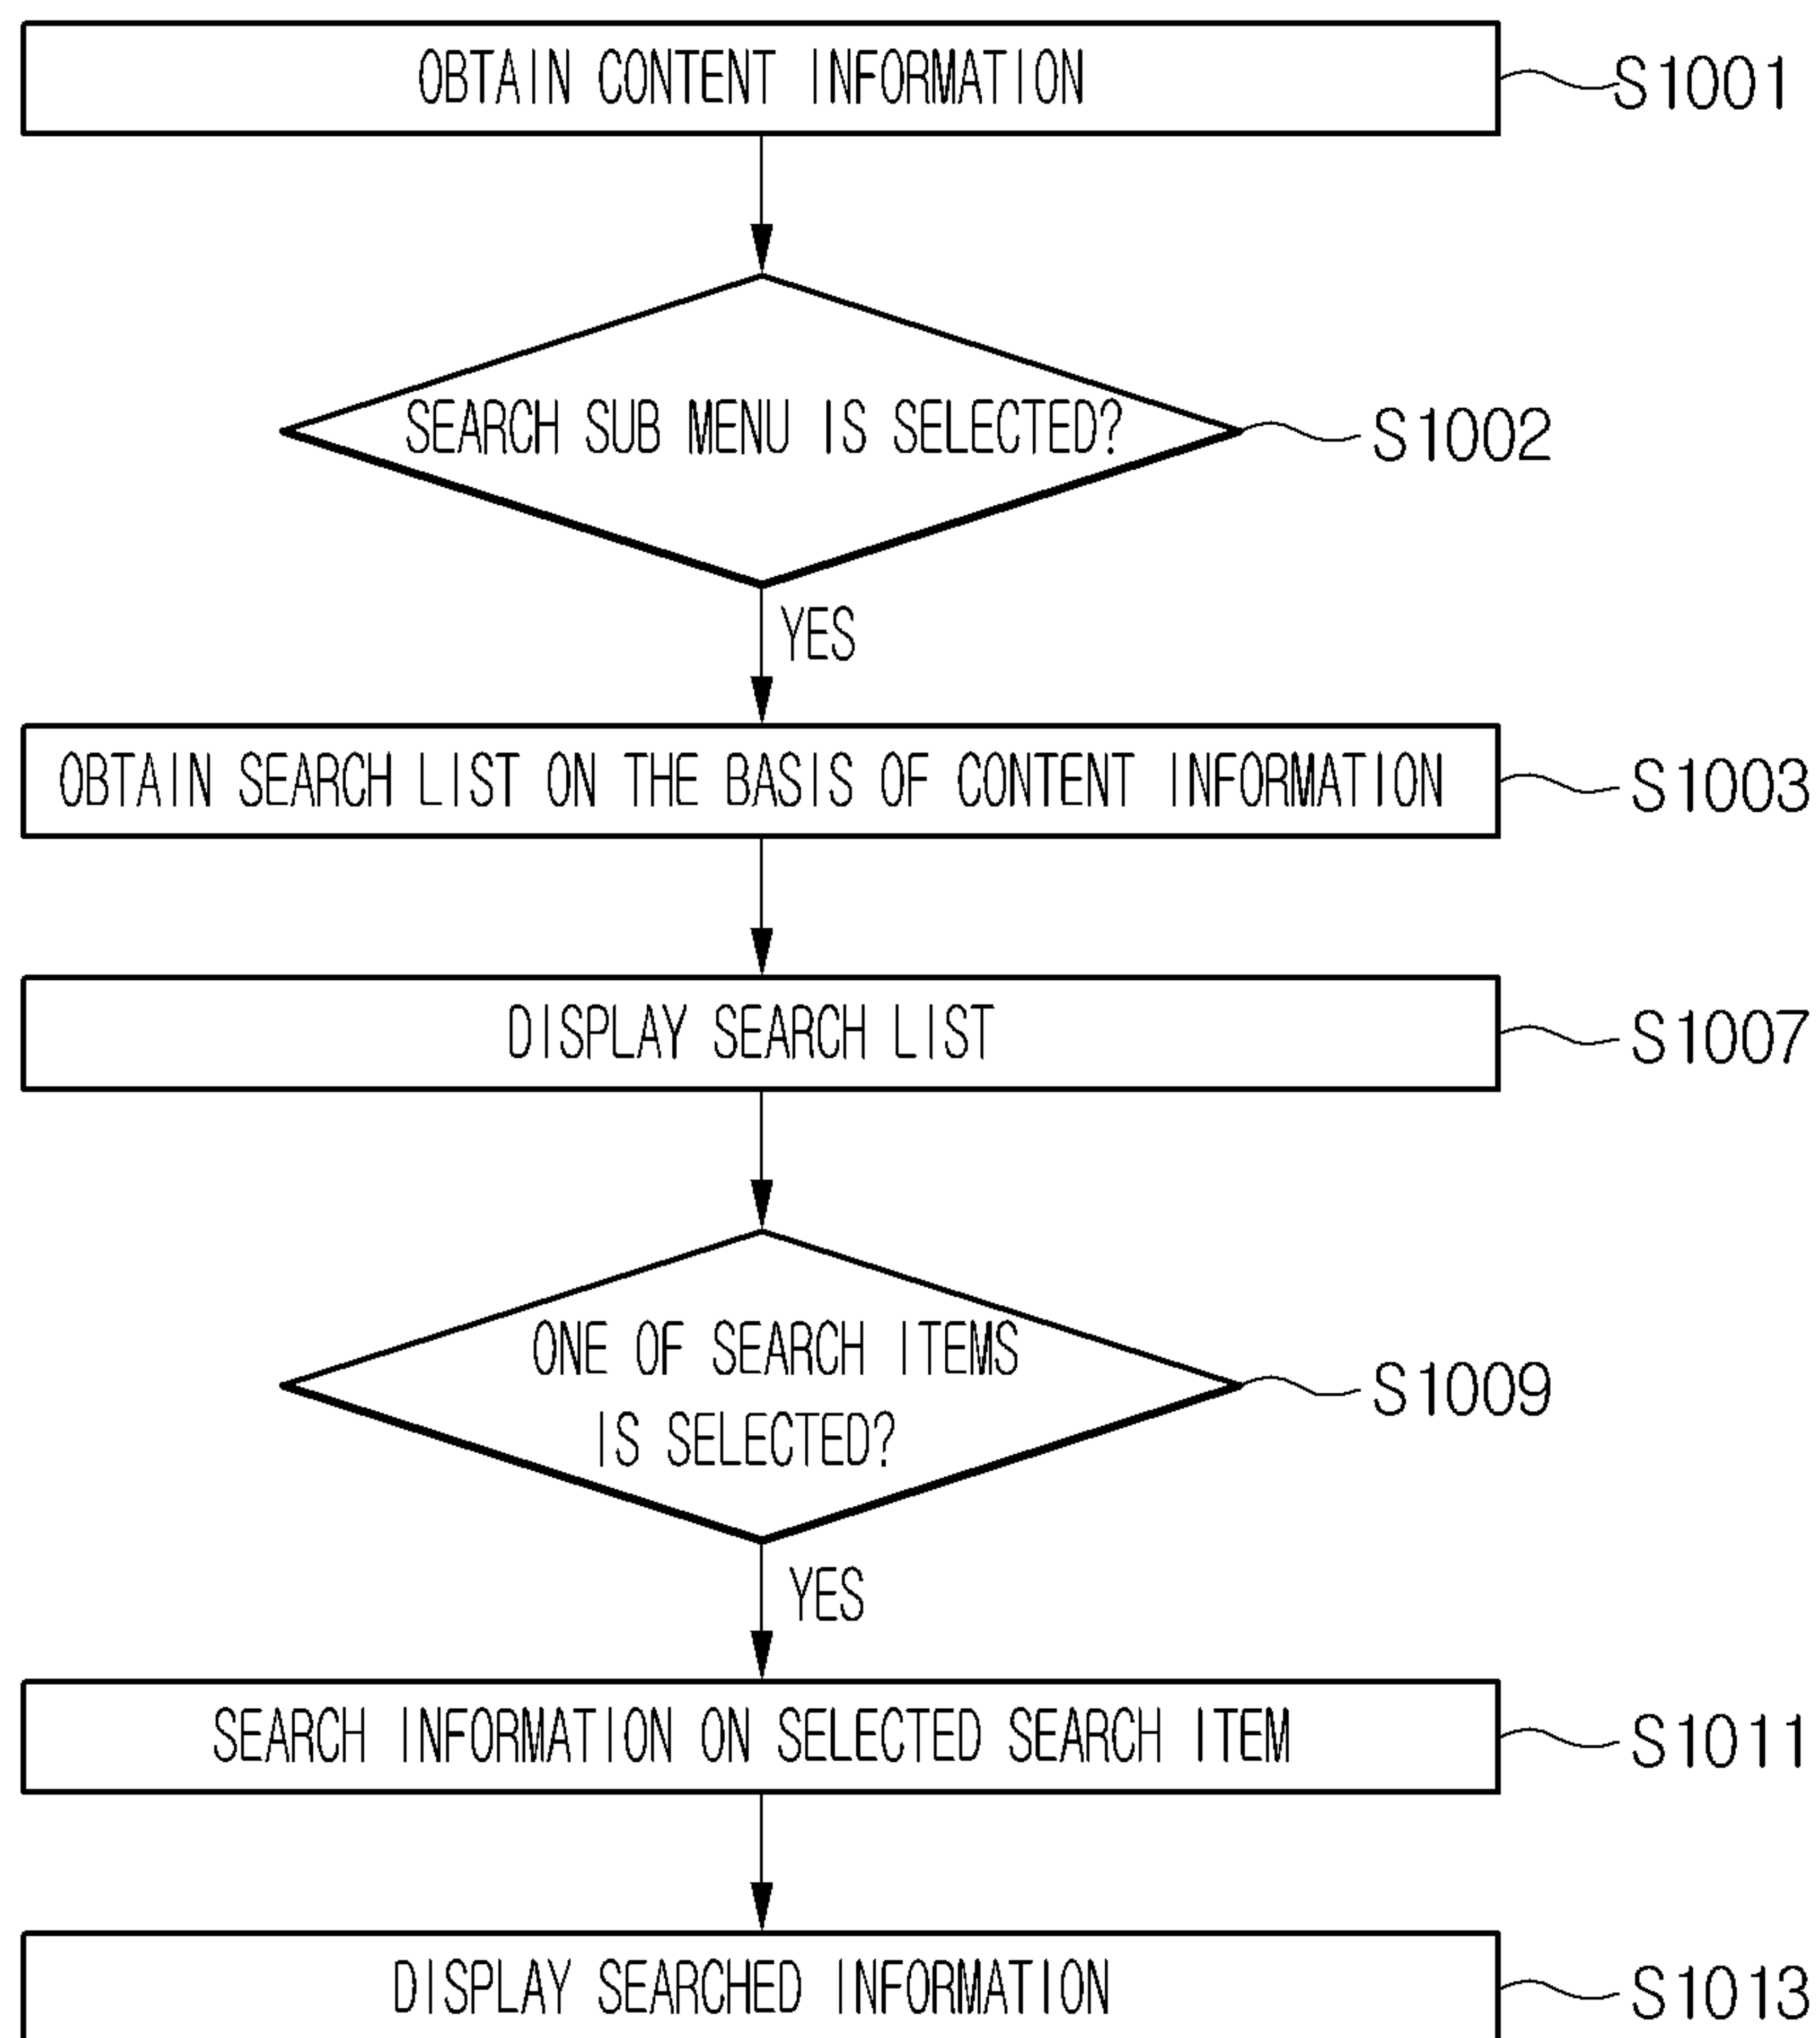 OBTAIN CONTENT INFORMATION
S1001
SEARCH SUB MENU IS SELECTED?
S1002
YES
OBTAIN SEARCH LIST ON THE BASIS OF CONTENT INFORMATION
S1003
DISPLAY SEARCH LIST
S1007
ONE OF SEARCH ITEMS
IS SELECTED?
S1009
YES
SEARCH INFORMATION ON SELECTED SEARCH ITEM
S1011
DISPLAY SEARCHED INFORMATION
S1013